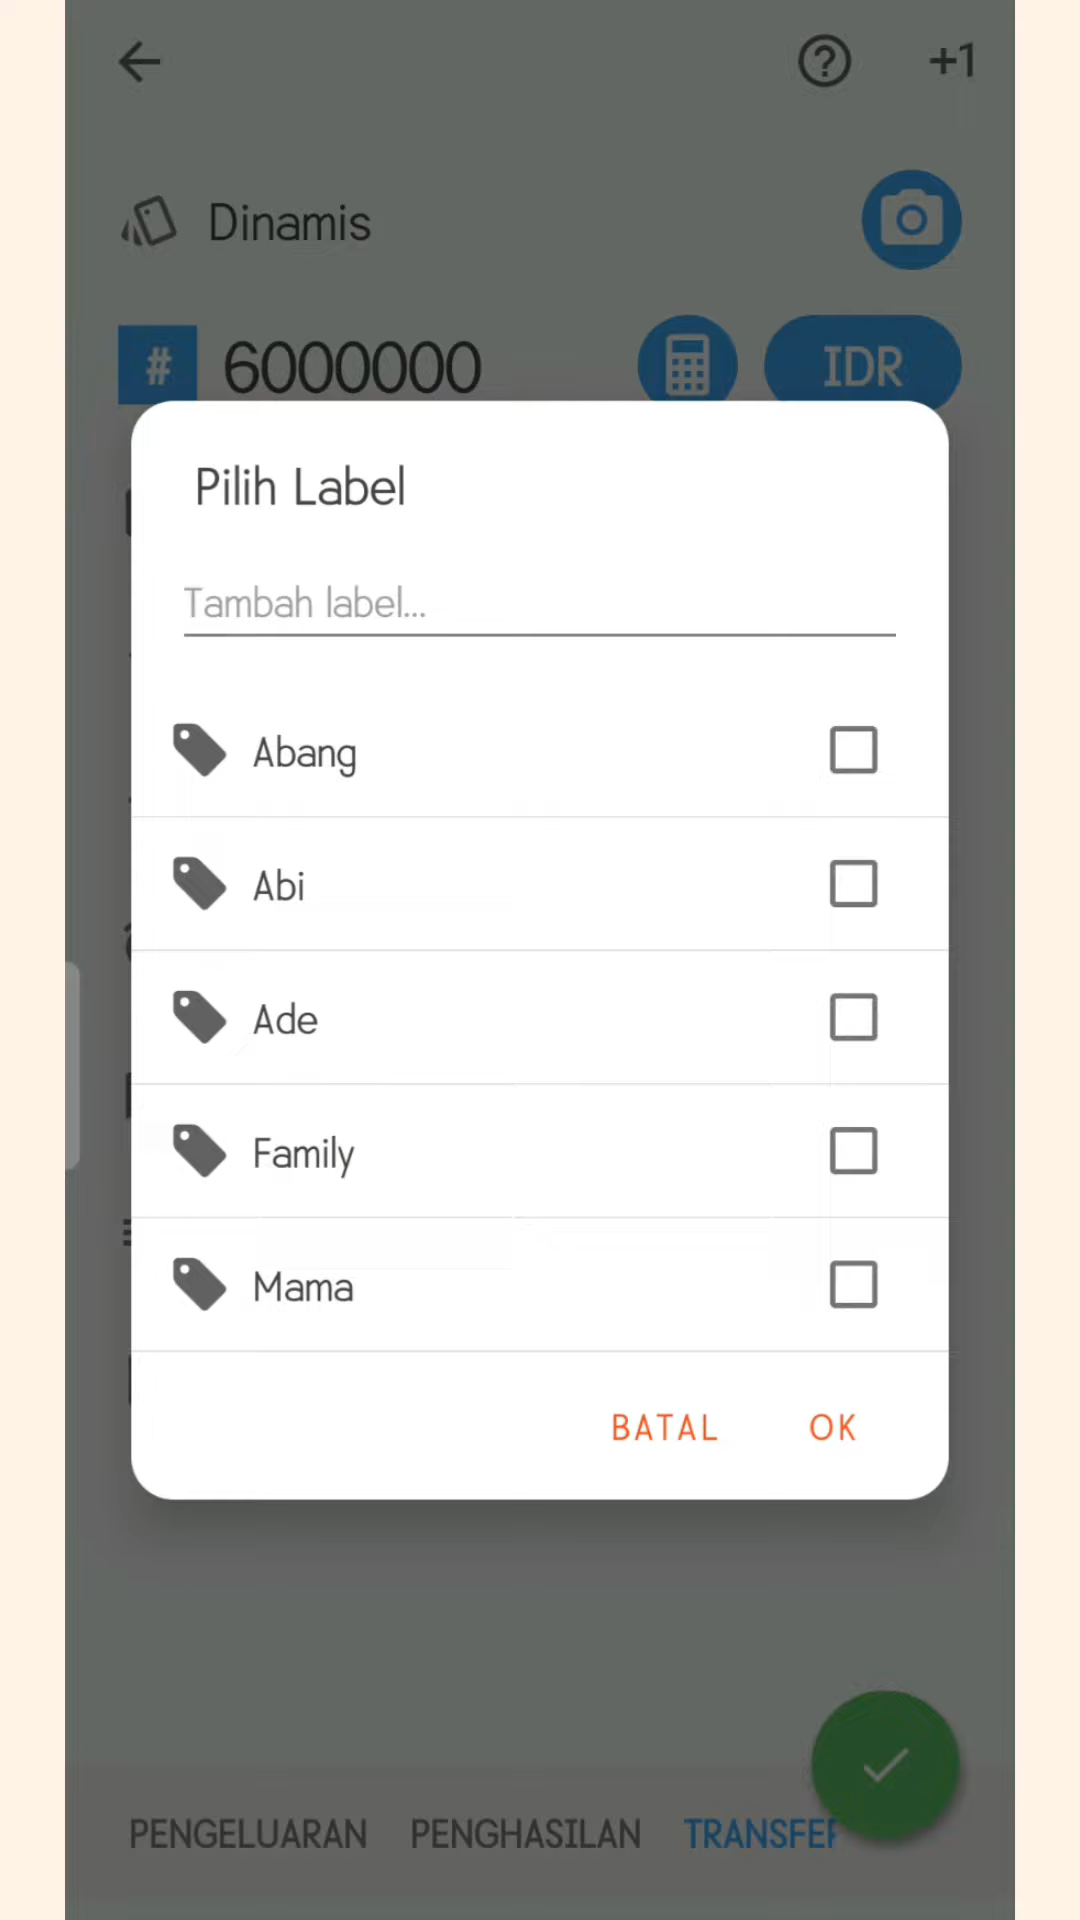 +1
Dinamis
# 6000000 IDR
Pilih Label
Tambah label...
Abang
Abi
Ade
Family
Mama
BATAL OK
PENGELUARAN PENGHASILAN